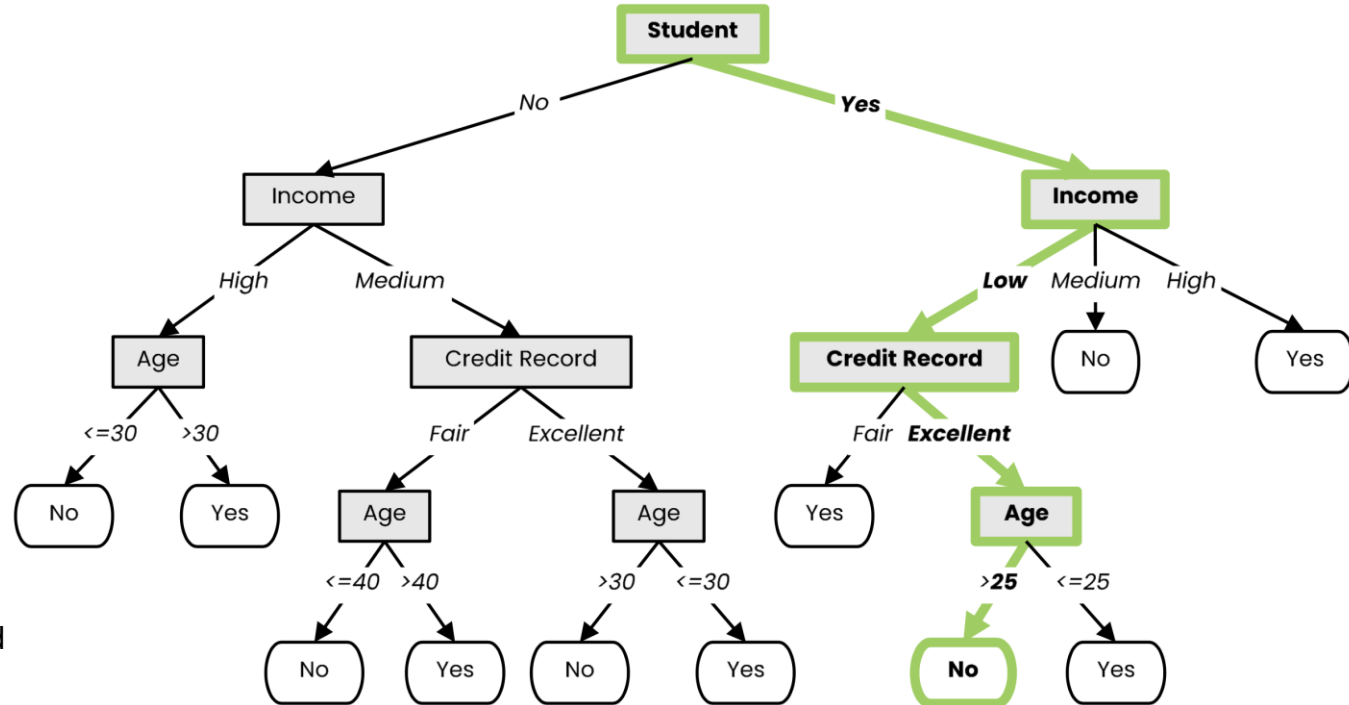 Student
No
Yes
Income
Income
High
Medium
Low
Medium
High
Age
Credit Record
Credit Record
No
Yes
<=30
>30
Fair
Excellent
Fair
Excellent
No
Yes
Age
Age
Yes
Age
<=40
>40
>30
<=30
>25
<=25
No
Yes
No
Yes
No
Yes